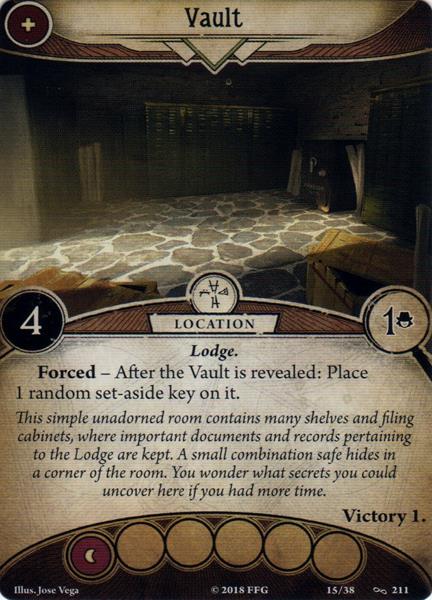 Vault
4
1
LOCATION
Lodge.
Forced – After the Vault is revealed: Place
1 random set-aside key on it.
This simple unadorned room contains many shelves and filing
cabinets, where important documents and records pertaining
to the Lodge are kept. A small combination safe hides in
a corner of the room. You wonder what secrets you could
uncover here if you had more time.
Victory 1.
Illus. Jose Vega
© 2018 FFG
15/38
211